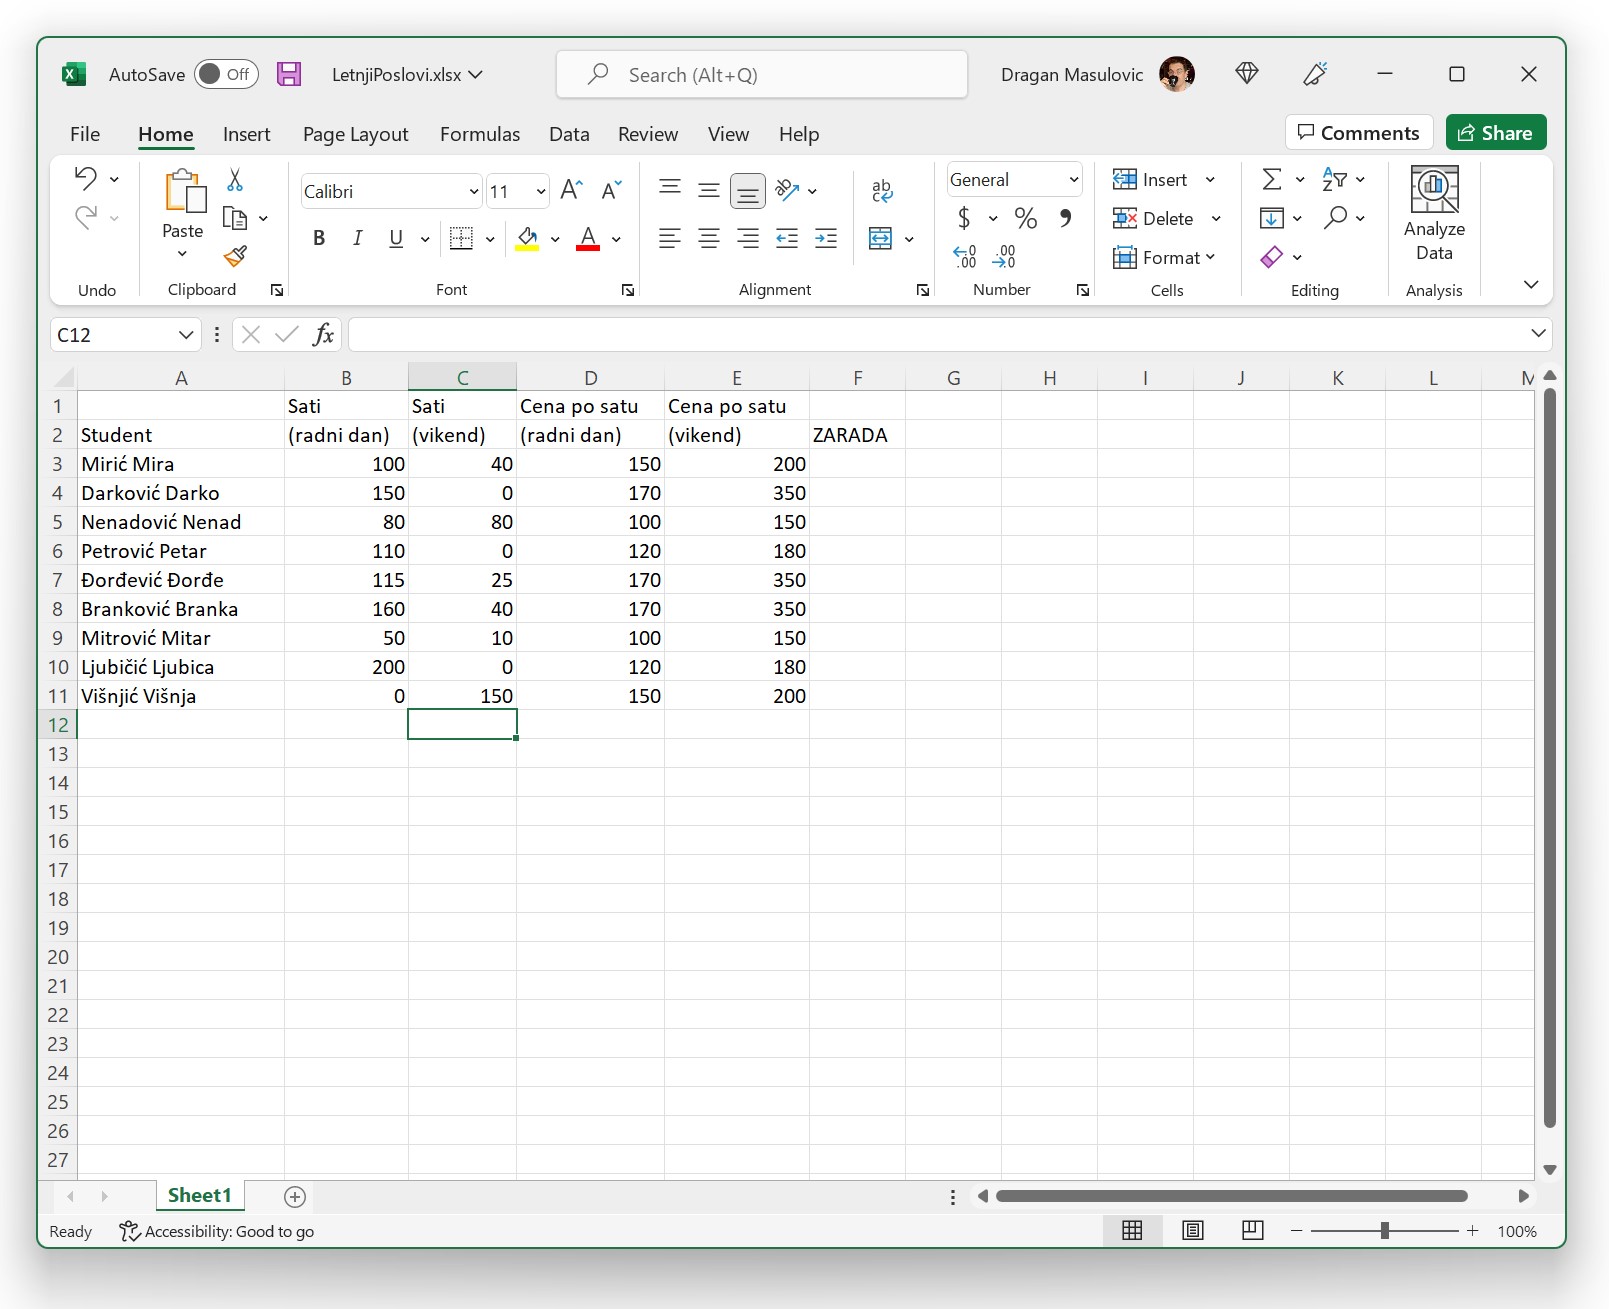 AutoSave Off LetnjiPoslovi.xlsx Search (Alt+Q) Dragan Masulovic
File Home Insert Page Layout Formulas Data Review View Help Comments Share
Calibri 11 ab General Insert
Paste B I U A $ % Delete Analyze Data
Format
Undo Clipboard Font Alignment Number Cells Editing Analysis
C12 fx
A B C D E F G H I J K L M
1 Sati Sati Cena po satu Cena po satu
2 Student (radni dan) (vikend) (radni dan) (vikend) ZARADA
3 Mirić Mira 100 40 150 200
4 Darković Darko 150 0 170 350
5 Nenadović Nenad 80 80 100 150
6 Petrović Petar 110 0 120 180
7 Đorđević Đorđe 115 25 170 350
8 Branković Branka 160 40 170 350
9 Mitrović Mitar 50 10 100 150
10 Ljubičić Ljubica 200 0 120 180
11 Višnjić Višnja 0 150 150 200
12
13
14
15
16
17
18
19
20
21
22
23
24
25
26
27
Sheet1
Ready Accessibility: Good to go 100%